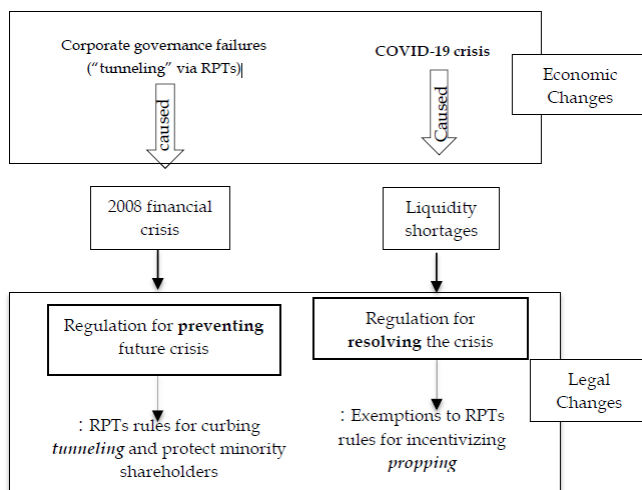 Corporate governance failures
("tunneling" via RPTs)|
caused
2008 financial
crisis
Regulation for preventing
future crisis
: RPTs rules for curbing
tunneling and protect minority
shareholders
COVID-19 crisis
Caused
Liquidity
shortages
Regulation for
resolving the crisis
: Exemptions to RPTs
rules for incentivizing
propping
Economic
Changes
Legal
Changes